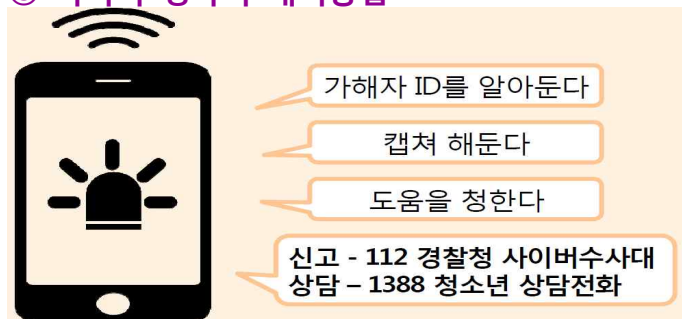 가해자 ID를 알아둔다
캡쳐 해둔다
도움을 청한다
신고 - 112 경찰청 사이버수사대
상담 – 1388 청소년 상담전화